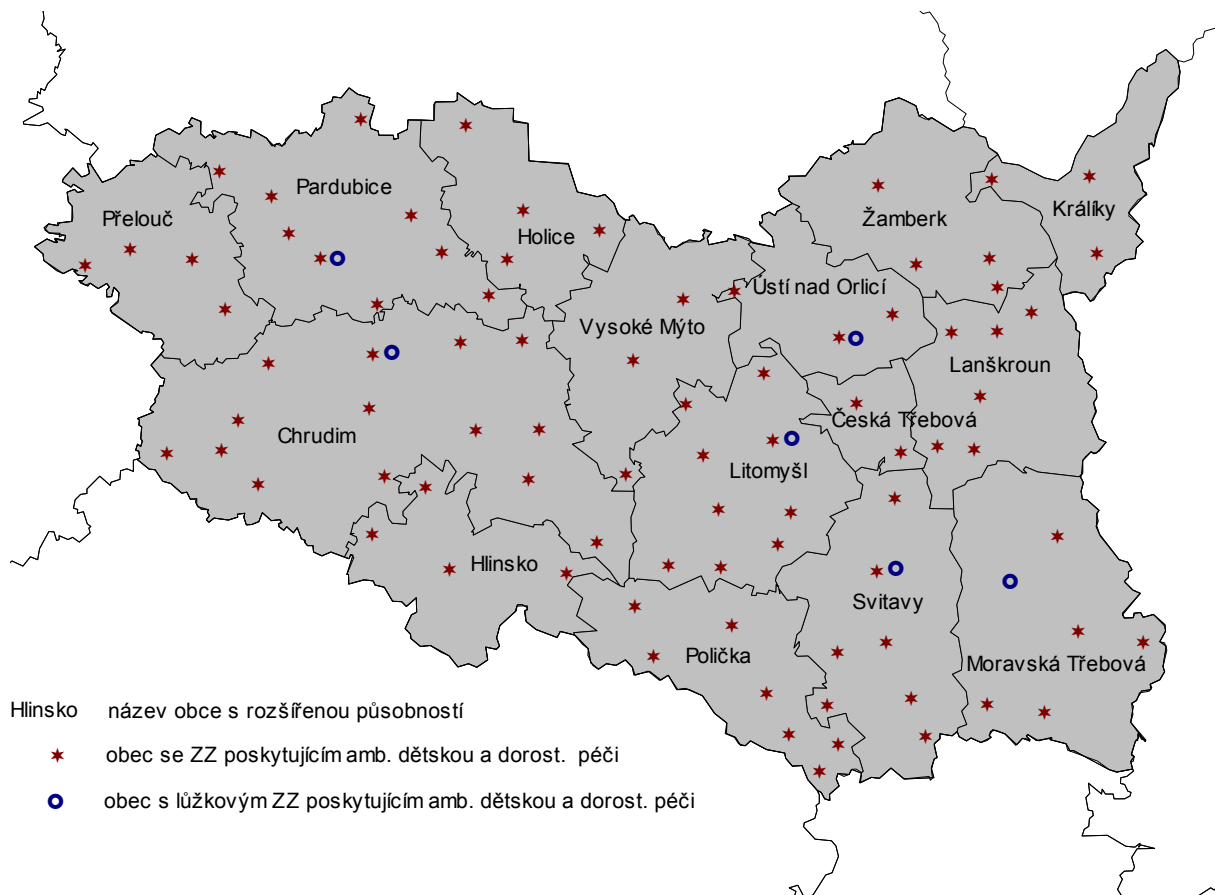 Pardubice
Přelouč
Holice
Žamberk
Králíky
Ústí nad Orlicí
Vysoké Mýto
Lanškroun
Chrudim
Česká Třebová
Litomyšl
Hlinsko
Svitavy
Polička
Moravská Třebová
Hlinsko název obce s rozšířenou působností
obec se ZZ poskytujícím amb. dětskou a dorost. péči
obec s lůžkovým ZZ poskytujícím amb. dětskou a dorost. péči